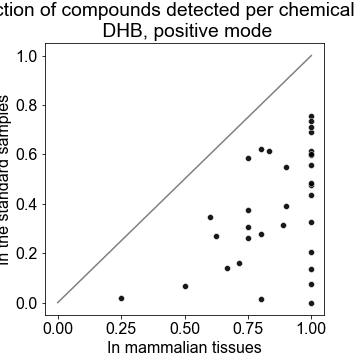 ction of compounds detected per chemical
DHB, positive mode
1.0
0.8
0.6
0.4
0.2
0.0
In the standard samples
0.00 0.25 0.50 0.75 1.00
In mammalian tissues